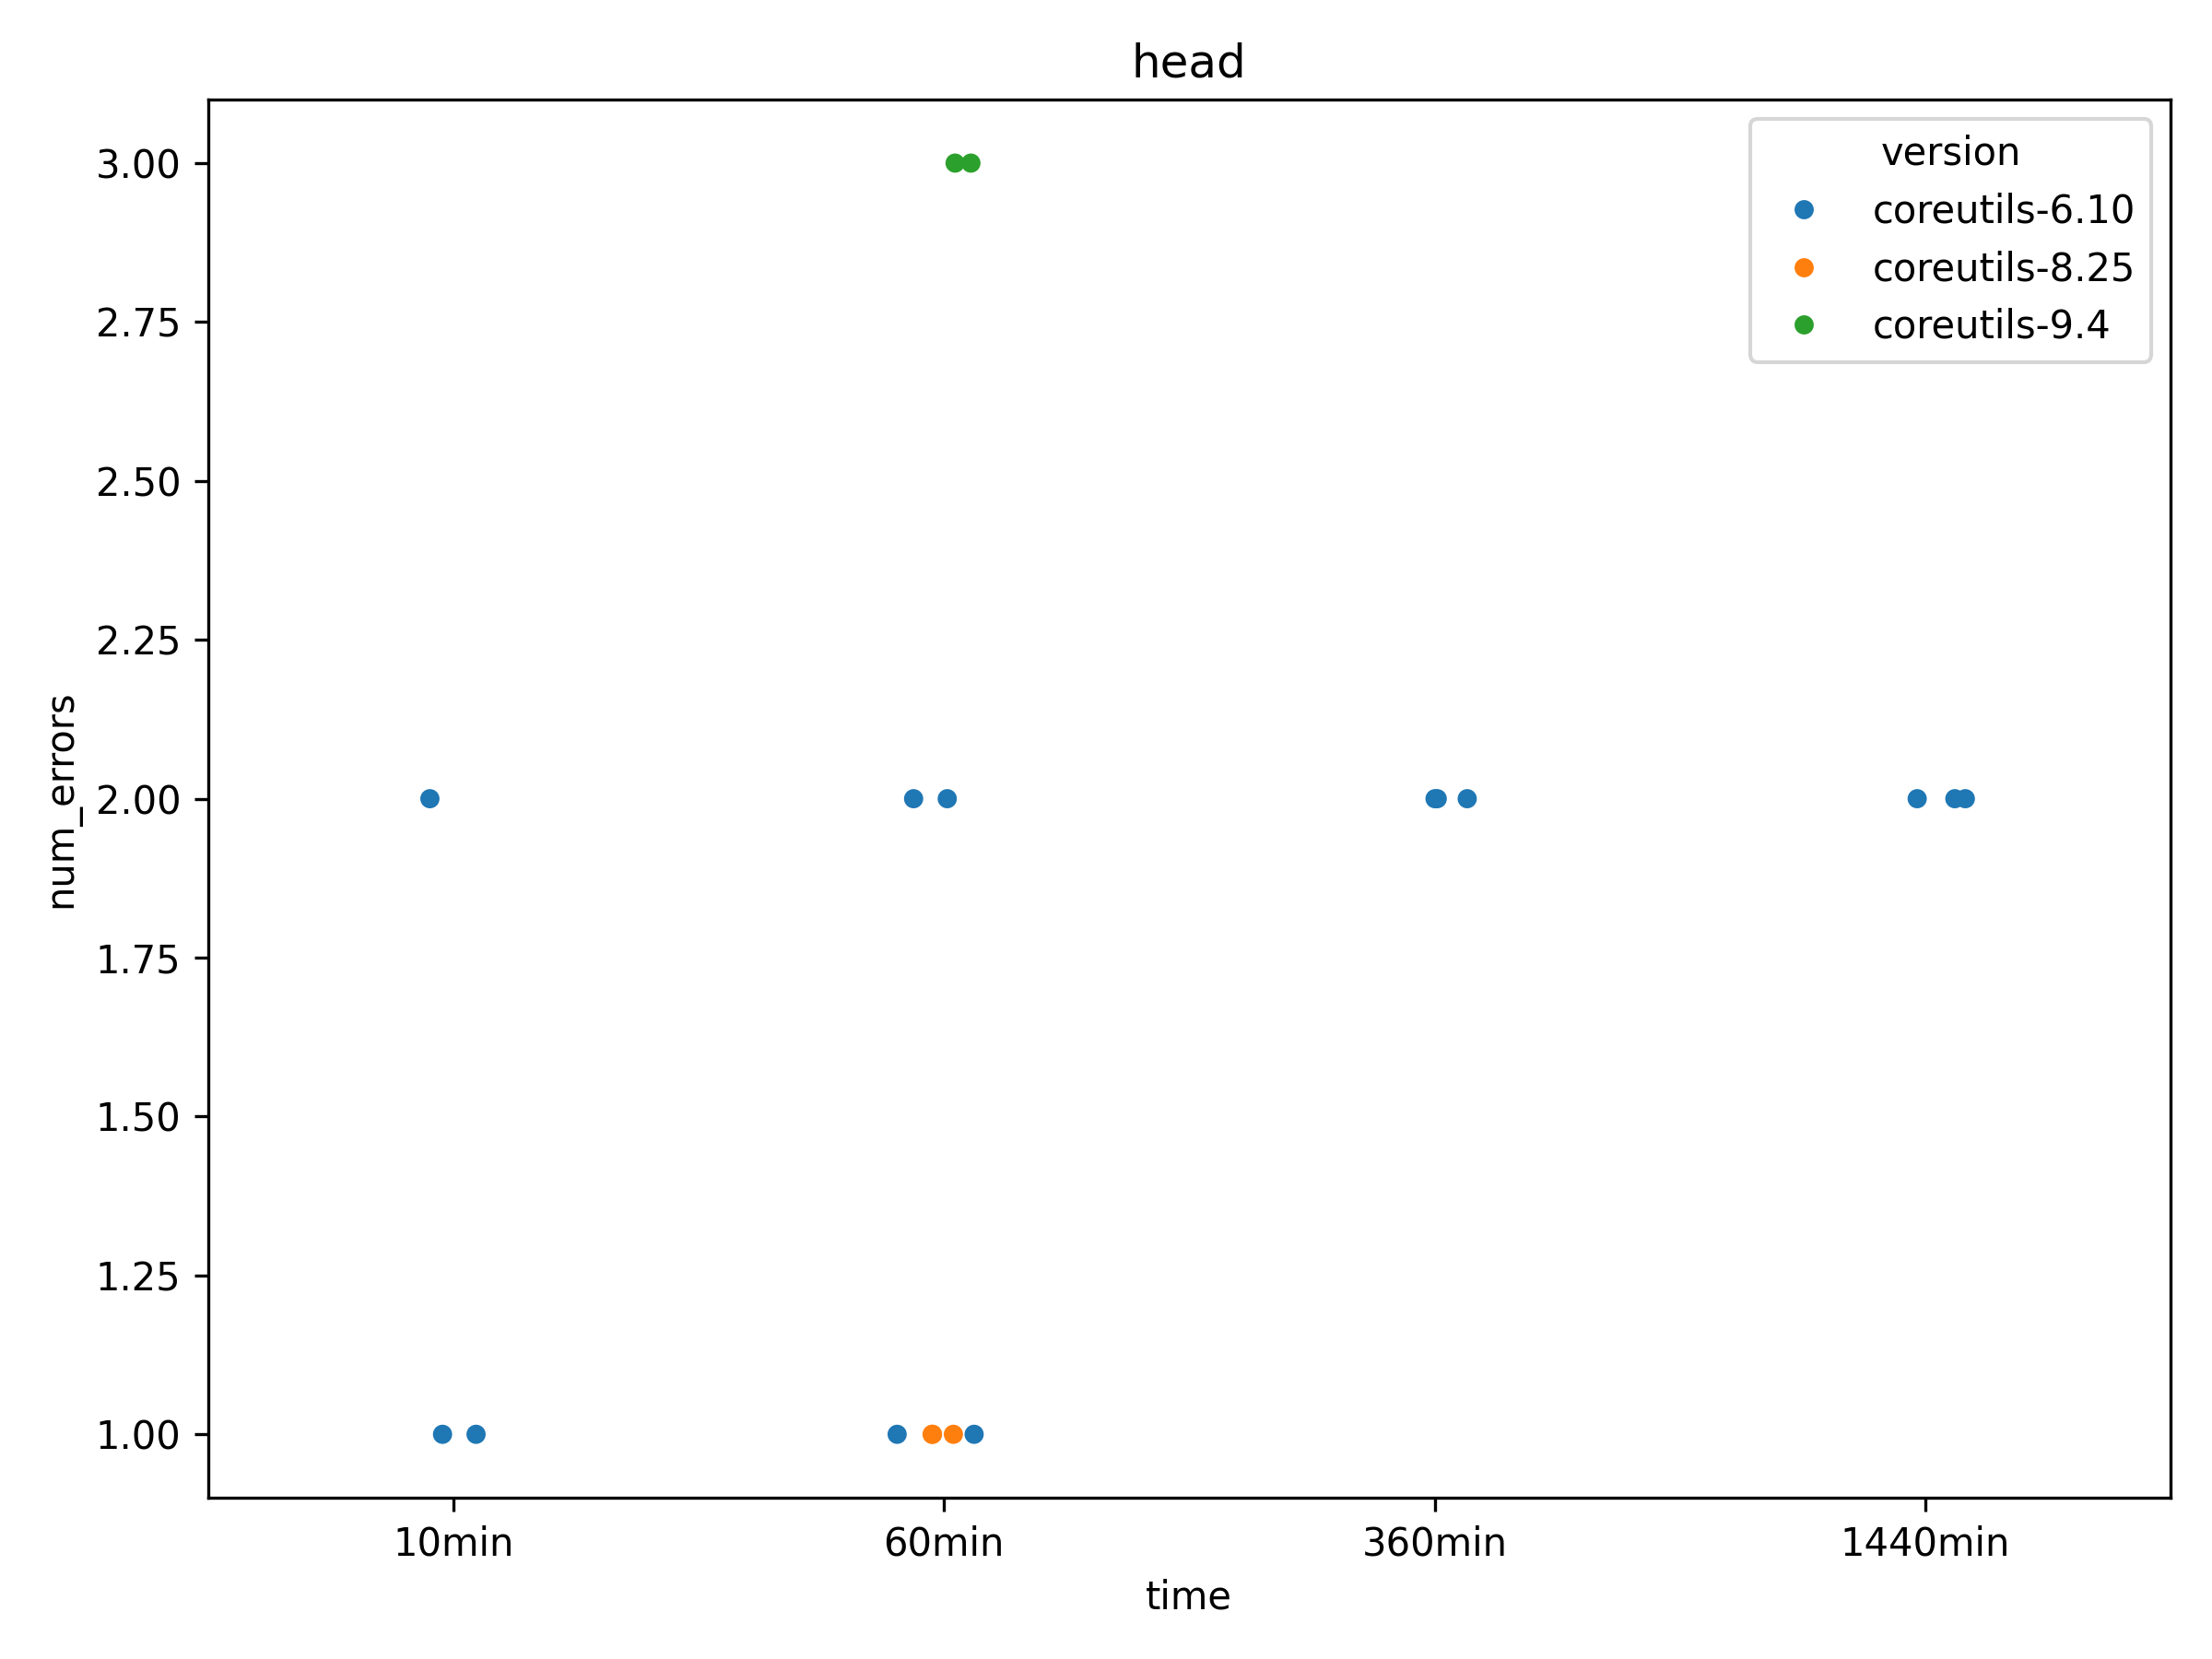 head
3.00
2.75
2.50
2.25
2.00
1.75
1.50
1.25
1.00
num_errors
version
coreutils-6.10
coreutils-8.25
coreutils-9.4
10min
60min
360min
1440min
time